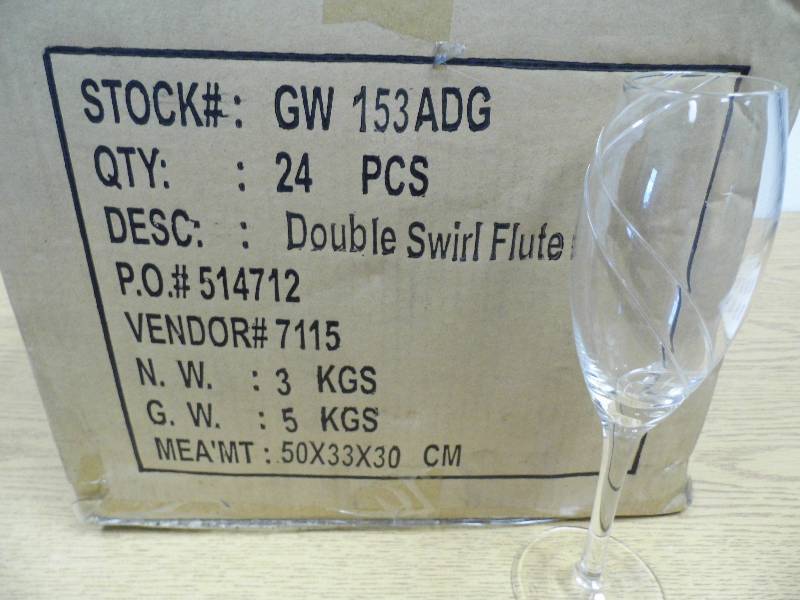 STOCK#: GW 153ADG
QTY: : 24 PCS
DESC: : Double Swirl Flute
P.O.# 514712
VENDOR# 7115
N. W. : 3 KGS
G. W. : 5 KGS
MEA'MT : 50X33X30 CM